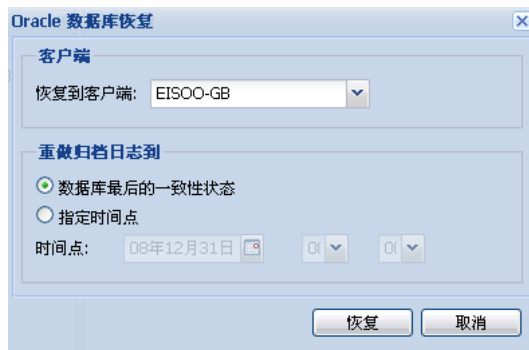 Oracle 数据库恢复
客户端
恢复到客户端: EISOO-GB
重做归档日志到
数据库最后的一致性状态
指定时间点
时间点: 08年12月31日
恢复 取消